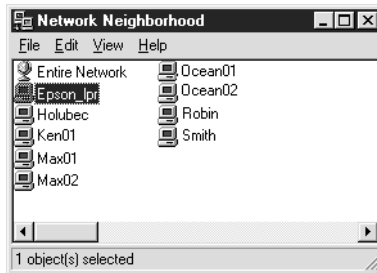 Network Neighborhood
File Edit View Help
Entire Network
Epson_lpr
Holubec
Ken01
Max01
Max02
Ocean01
Ocean02
Robin
Smith
1 object(s) selected